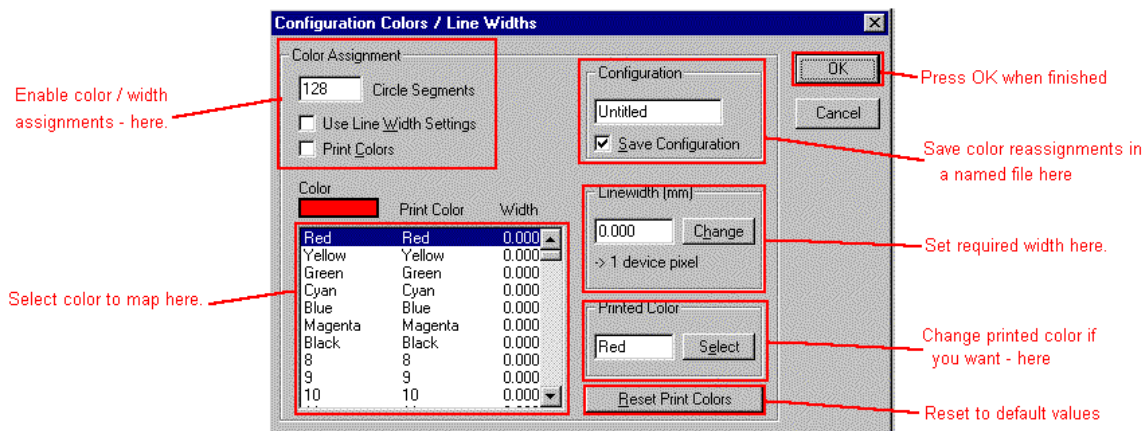 Configuration Colors / Line Widths
Color Assignment
128 Circle Segments
Use Line Width Settings
Print Colors
Configuration
Untitled
Save Configuration
OK
Cancel
Enable color / width
assignments - here.
Press OK when finished
Save color reassignments in
a named file here
Color
Print Color Width
Red Red 0.000
Yellow Yellow 0.000
Green Green 0.000
Cyan Cyan 0.000
Blue Blue 0.000
Magenta Magenta 0.000
Black Black 0.000
8 8 0.000
9 9 0.000
10 10 0.000
Select color to map here.
Linewidth (mm)
0.000 Change
-> 1 device pixel
Set required width here.
Printed Color
Red Select
Change printed color if
you want - here
Reset Print Colors
Reset to default values